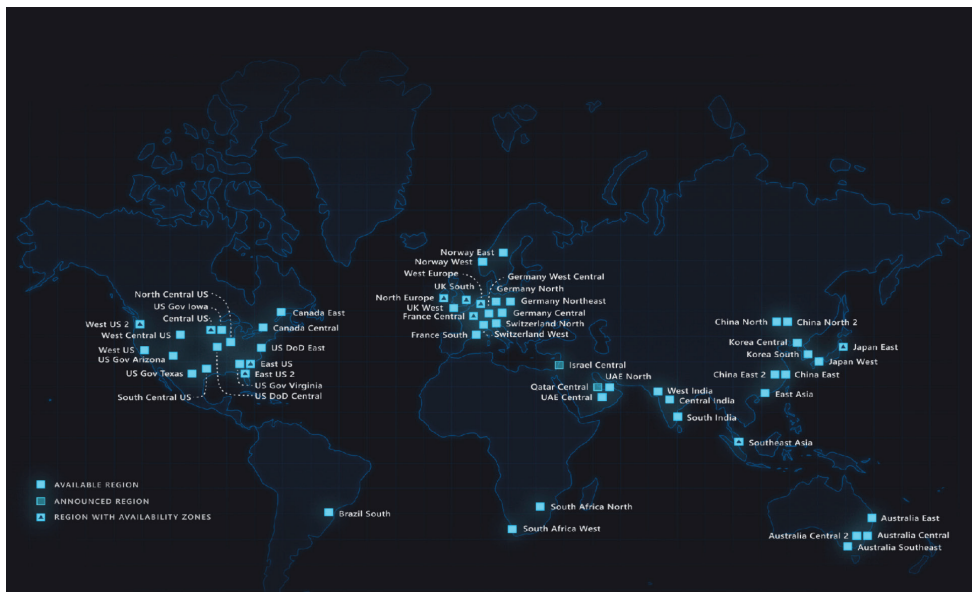 Norway East
Norway West
West Europe
Germany West Central
UK South
Germany North
North Europe
Germany Northeast
UK West
Germany Central
France Central
Switzerland North
France South
Switzerland West
North Central US
US Gov Iowa
Central US
West US 2
West Central US
West US
US Gov Arizona
US Gov Texas
South Central US
Canada East
Canada Central
US DoD East
East US
East US 2
US Gov Virginia
US DoD Central
Israel Central
UAE North
Qatar Central
UAE Central
West India
Central India
South India
China North
China North 2
Korea Central
Korea South
Japan East
Japan West
China East 2
China East
East Asia
Southeast Asia
AVAILABLE REGION
ANNOUNCED REGION
REGION WITH AVAILABILITY ZONES
Brazil South
South Africa North
South Africa West
Australia East
Australia Central 2
Australia Central
Australia Southeast